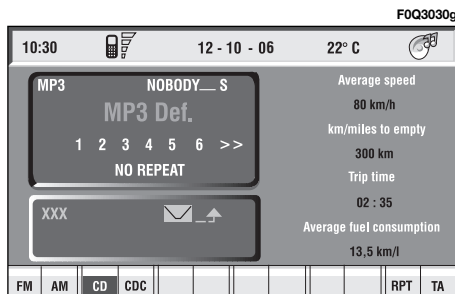 F0Q3030g
10:30 12 - 10 - 06 22° C
MP3 NOBODY__ S
MP3 Def.
1 2 3 4 5 6 >>
NO REPEAT
XXX
Average speed
80 km/h
km/miles to empty
300 km
Trip time
02 : 35
Average fuel consumption
13,5 km/l
FM AM CD CDC RPT TA